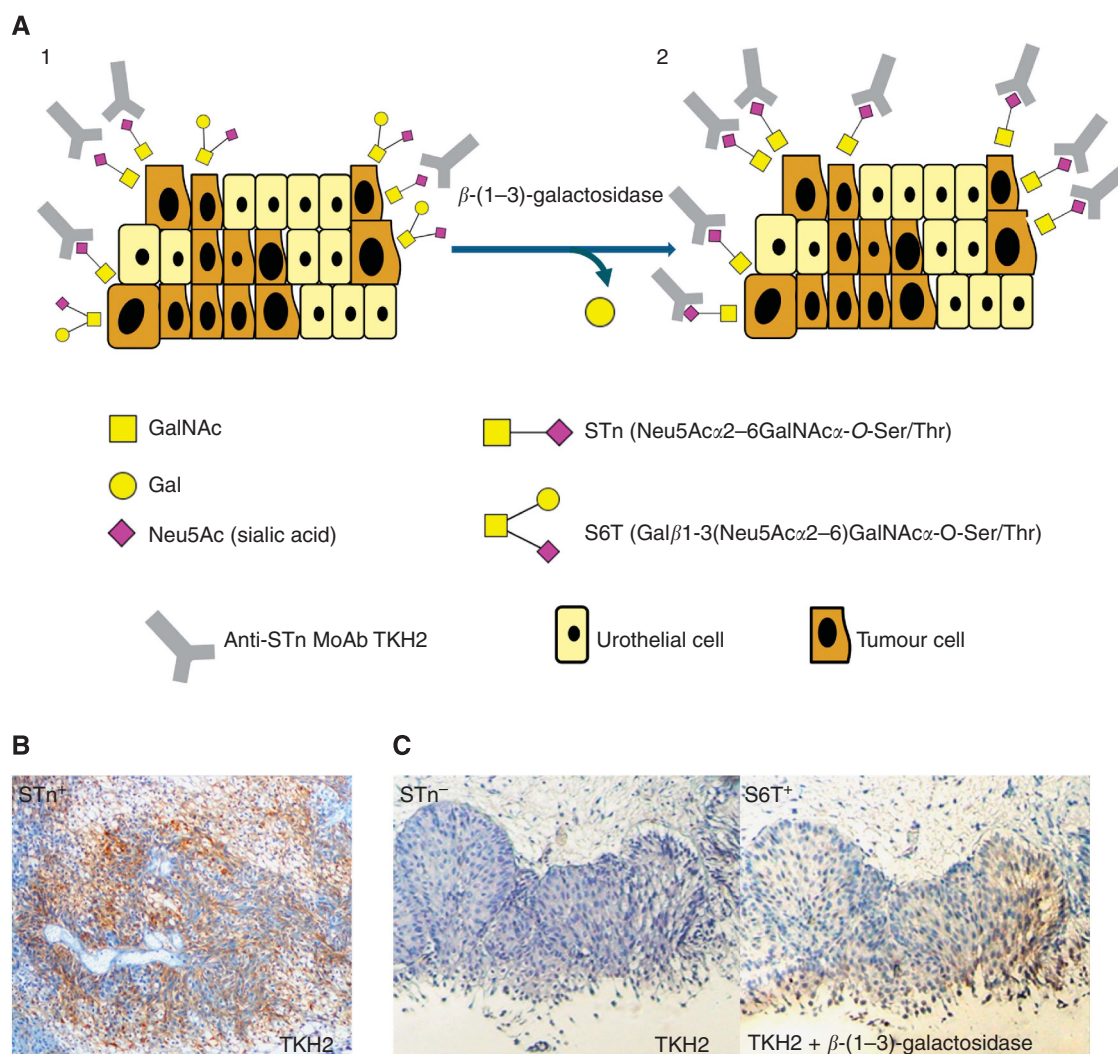 A
1
2
β-(1–3)-galactosidase
GalNAc
STn (Neu5Acα2–6GalNAcα-O-Ser/Thr)
Gal
Neu5Ac (sialic acid)
S6T (Galβ1-3(Neu5Acα2–6)GalNAcα-O-Ser/Thr)
Anti-STn MoAb TKH2
Urothelial cell
Tumour cell
B
C
STn+
STn–
S6T+
TKH2
TKH2
TKH2 + β-(1–3)-galactosidase